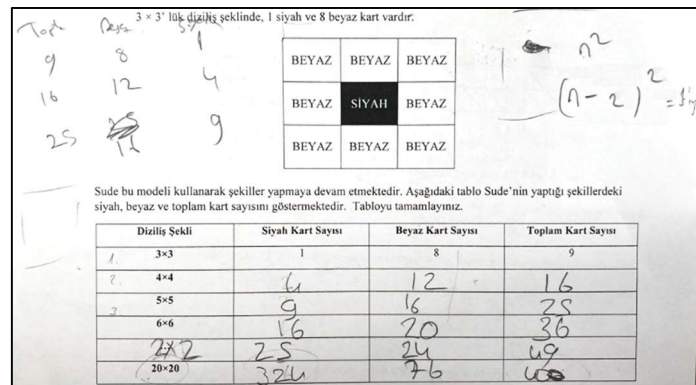 3 × 3' lük diziliş şeklinde, 1 siyah ve 8 beyaz kart vardır.
9 8 1
16 12 4
25 17 9
n²
(n-2)² =
BEYAZ BEYAZ BEYAZ
BEYAZ SİYAH BEYAZ
BEYAZ BEYAZ BEYAZ
Sude bu modeli kullanarak şekiller yapmaya devam etmektedir. Aşağıdaki tablo Sude'nin yaptığı şekillerdeki
siyah, beyaz ve toplam kart sayısını göstermektedir. Tabloyu tamamlayınız.
Diziliş Şekli Siyah Kart Sayısı Beyaz Kart Sayısı Toplam Kart Sayısı
1. 3×3 1 8 9
2. 4×4 4 12 16
3. 5×5 9 16 25
6×6 16 20 36
25 24 49
20×20 324 76 400